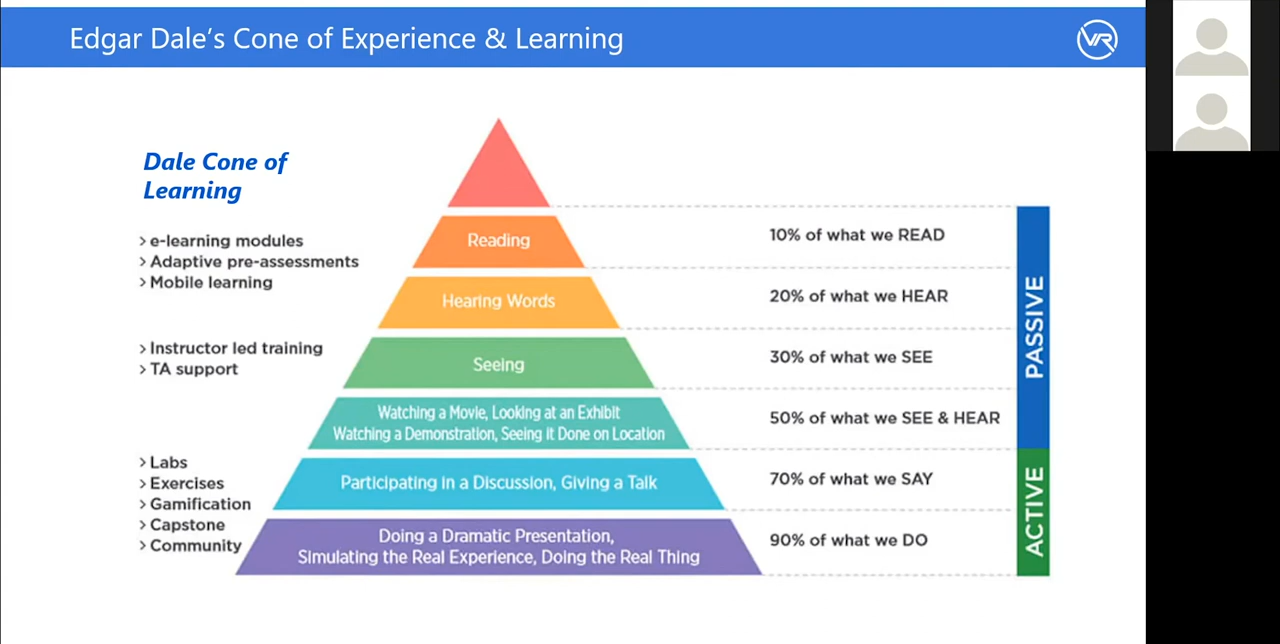 Edgar Dale's Cone of Experience & Learning
VR
Dale Cone of
Learning
> e-learning modules
> Adaptive pre-assessments
> Mobile learning
> Instructor led training
> TA support
> Labs
> Exercises
> Gamification
> Capstone
> Community
Reading
Hearing Words
Seeing
Watching a Movie, Looking at an Exhibit
Watching a Demonstration, Seeing it Done on Location
Participating in a Discussion, Giving a Talk
Doing a Dramatic Presentation,
Simulating the Real Experience, Doing the Real Thing
10% of what we READ
20% of what we HEAR
30% of what we SEE
50% of what we SEE & HEAR
70% of what we SAY
90% of what we DO
PASSIVE
ACTIVE